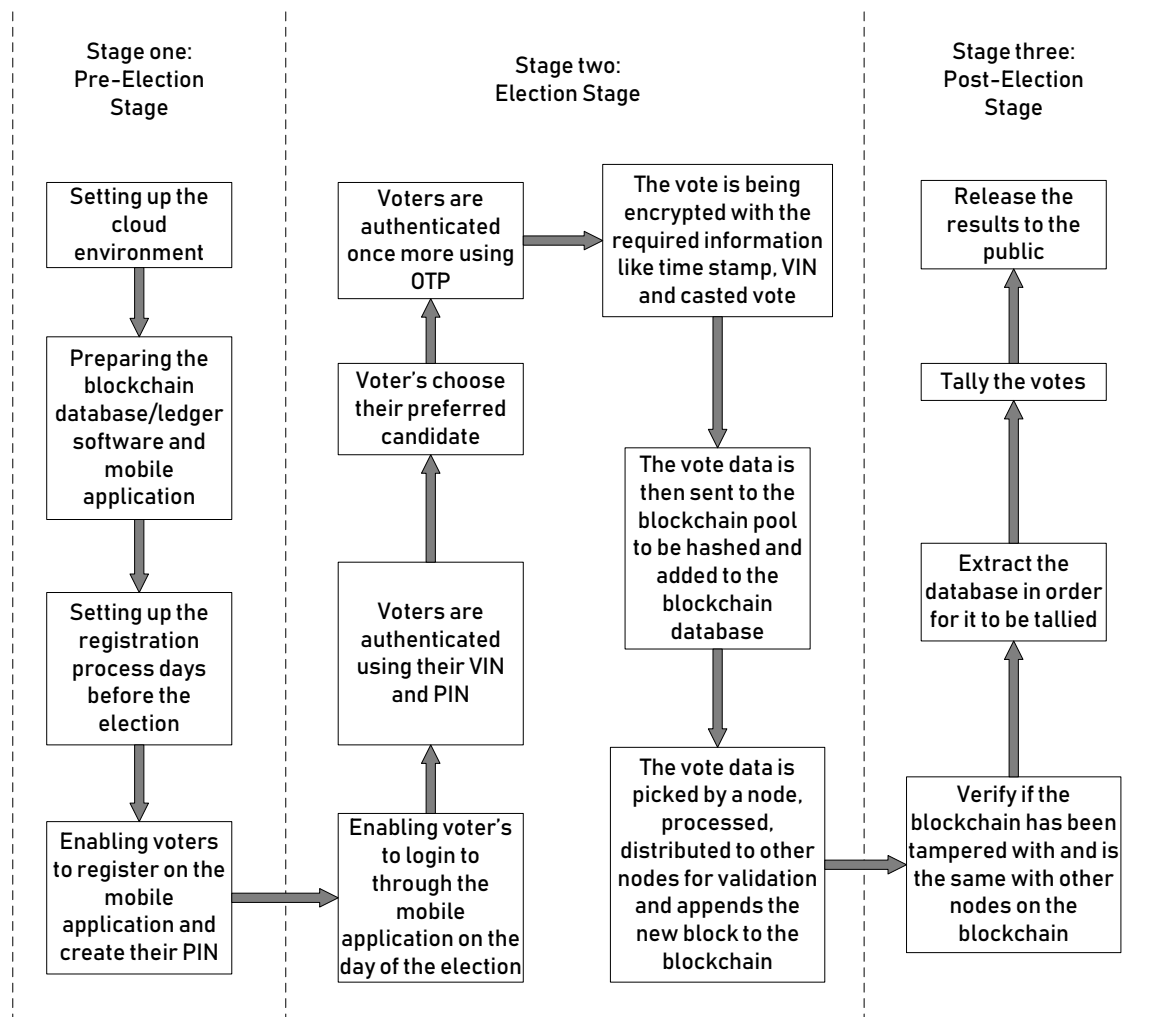 Stage one:
Pre-Election
Stage
Setting up the
cloud
environment
Preparing the
blockchain
database/ledger
software and
mobile
application
Setting up the
registration
process days
before the
election
Enabling voters
to register on the
mobile
application and
create their PIN
Stage two:
Election Stage
Enabling voter's
to login to
through the
mobile
application on the
day of the election
Voters are
authenticated
using their VIN
and PIN
Voter's choose
their preferred
candidate
Voters are
authenticated
once more using
OTP
The vote is being
encrypted with the
required information
like time stamp, VIN
and casted vote
The vote data is
then sent to the
blockchain pool
to be hashed and
added to the
blockchain
database
The vote data is
picked by a node,
processed,
distributed to other
nodes for validation
and appends the
new block to the
blockchain
Stage three:
Post-Election
Stage
Verify if the
blockchain has been
tampered with and is
the same with other
nodes on the
blockchain
Extract the
database in order
for it to be tallied
Tally the votes
Release the
results to the
public